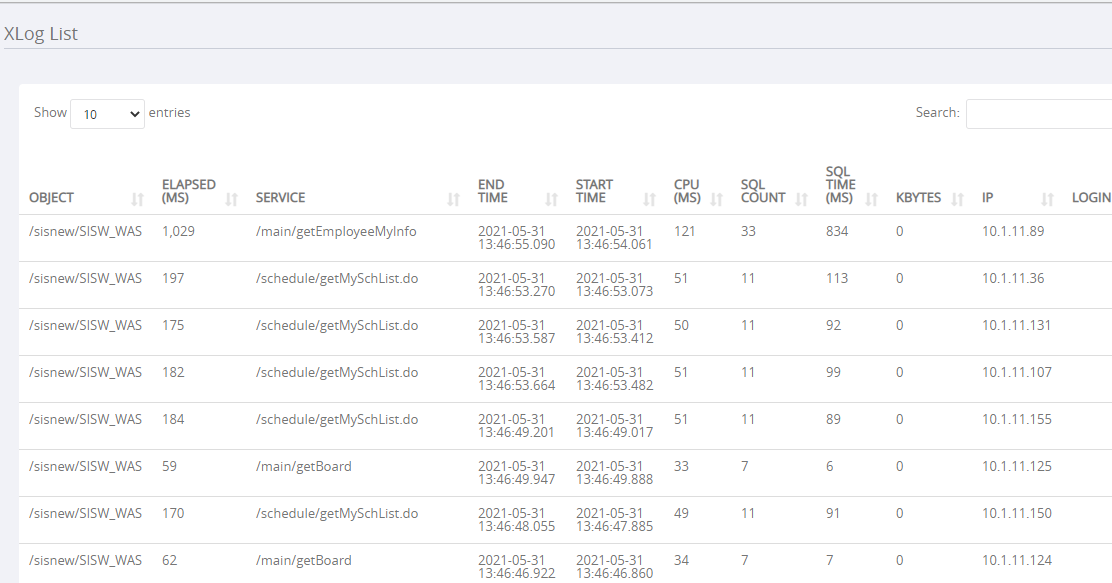 XLog List
Show 10 entries Search:
OBJECT ELAPSED (MS) SERVICE END TIME START TIME CPU (MS) SQL COUNT SQL TIME (MS) KBYTES IP LOGIN
/sisnew/SISW_WAS 1,029 /main/getEmployeeMyInfo 2021-05-31 13:46:55.090 2021-05-31 13:46:54.061 121 33 834 0 10.1.11.89
/sisnew/SISW_WAS 197 /schedule/getMySchList.do 2021-05-31 13:46:53.270 2021-05-31 13:46:53.073 51 11 113 0 10.1.11.36
/sisnew/SISW_WAS 175 /schedule/getMySchList.do 2021-05-31 13:46:53.587 2021-05-31 13:46:53.412 50 11 92 0 10.1.11.131
/sisnew/SISW_WAS 182 /schedule/getMySchList.do 2021-05-31 13:46:53.664 2021-05-31 13:46:53.482 51 11 99 0 10.1.11.107
/sisnew/SISW_WAS 184 /schedule/getMySchList.do 2021-05-31 13:46:49.201 2021-05-31 13:46:49.017 51 11 89 0 10.1.11.155
/sisnew/SISW_WAS 59 /main/getBoard 2021-05-31 13:46:49.947 2021-05-31 13:46:49.888 33 7 6 0 10.1.11.125
/sisnew/SISW_WAS 170 /schedule/getMySchList.do 2021-05-31 13:46:48.055 2021-05-31 13:46:47.885 49 11 91 0 10.1.11.150
/sisnew/SISW_WAS 62 /main/getBoard 2021-05-31 13:46:46.922 2021-05-31 13:46:46.860 34 7 7 0 10.1.11.124